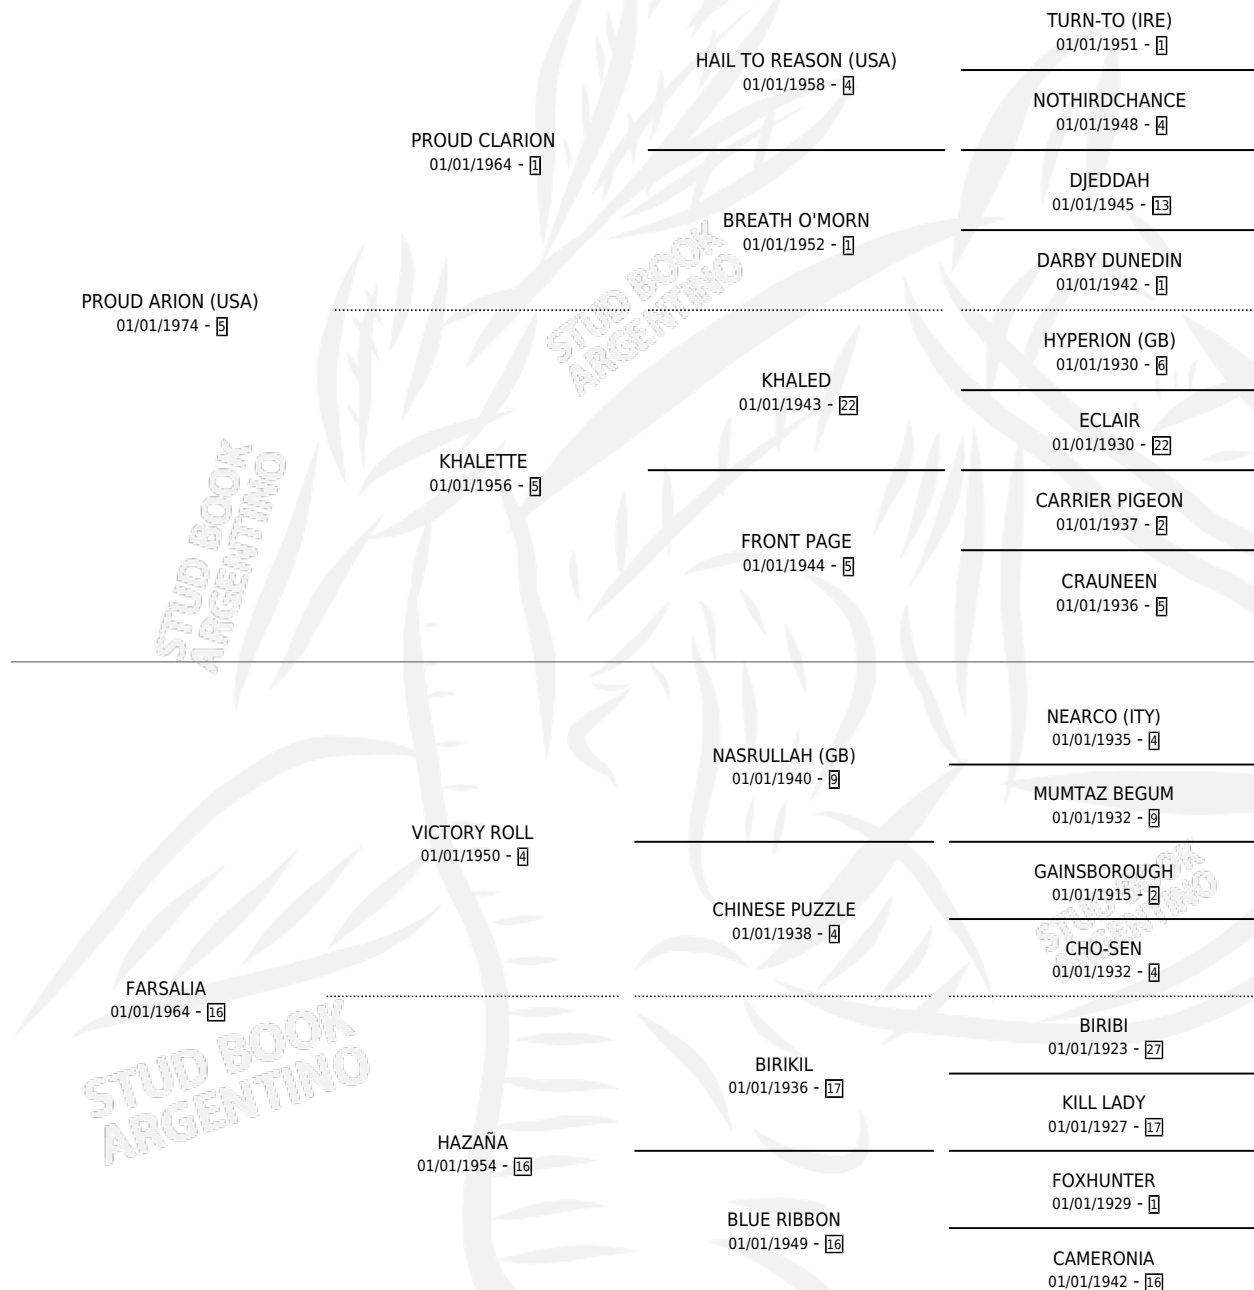 TURN-TO (IRE)
01/01/1951 - 1
HAIL TO REASON (USA)
01/01/1958 - 4
NOTHIRDCHANCE
01/01/1948 - 4
PROUD CLARION
01/01/1964 - 1
DJEDDAH
01/01/1945 - 13
BREATH O'MORN
01/01/1952 - 1
DARBY DUNEDIN
01/01/1942 - 1
PROUD ARION (USA)
01/01/1974 - 5
HYPERION (GB)
01/01/1930 - 6
KHALED
01/01/1943 - 22
ECLAIR
01/01/1930 - 22
KHALETTE
01/01/1956 - 5
CARRIER PIGEON
01/01/1937 - 2
FRONT PAGE
01/01/1944 - 5
CRAUNEEN
01/01/1936 - 5
NEARCO (ITY)
01/01/1935 - 4
NASRULLAH (GB)
01/01/1940 - 9
MUMTAZ BEGUM
01/01/1932 - 9
VICTORY ROLL
01/01/1950 - 4
GAINSBOROUGH
01/01/1915 - 2
CHINESE PUZZLE
01/01/1938 - 4
CHO-SEN
01/01/1932 - 4
FARSALIA
01/01/1964 - 16
BIRIBI
01/01/1923 - 27
BIRIKIL
01/01/1936 - 17
KILL LADY
01/01/1927 - 17
HAZAÑA
01/01/1954 - 16
FOXHUNTER
01/01/1929 - 1
BLUE RIBBON
01/01/1949 - 16
CAMERONIA
01/01/1942 - 16
STUD BOOK
ARGENTINO
STUD BOOK
ARGENTINO
STUD BOOK
ARGENTINO
STUD BOOK
ARGENTINO